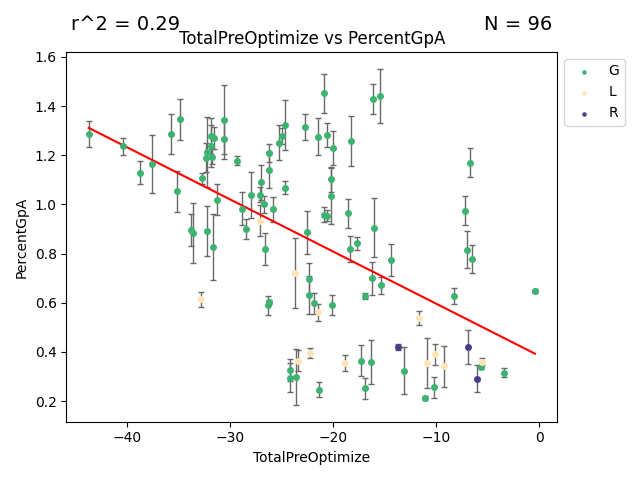 r^2 = 0.29
N = 96
TotalPreOptimize vs PercentGpA
1.6
1.4
1.2
1.0
0.8
0.6
0.4
0.2
PercentGpA
−40
−30
−20
−10
0
TotalPreOptimize
G
L
R